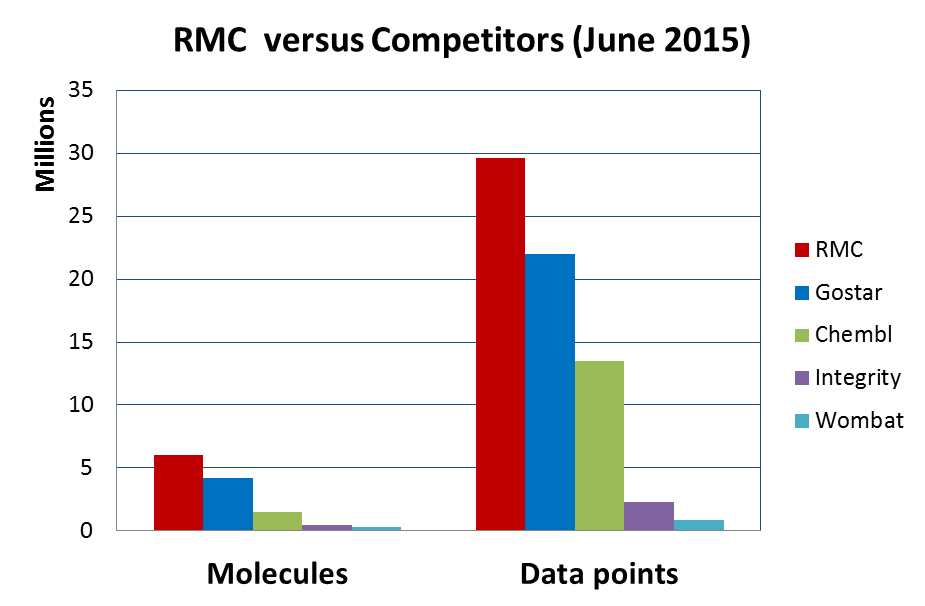 RMC  versus Competitors (June 2015)
Millions
35
30
25
20
15
10
5
0
Molecules
Data points
RMC
Gostar
Chembl
Integrity
Wombat